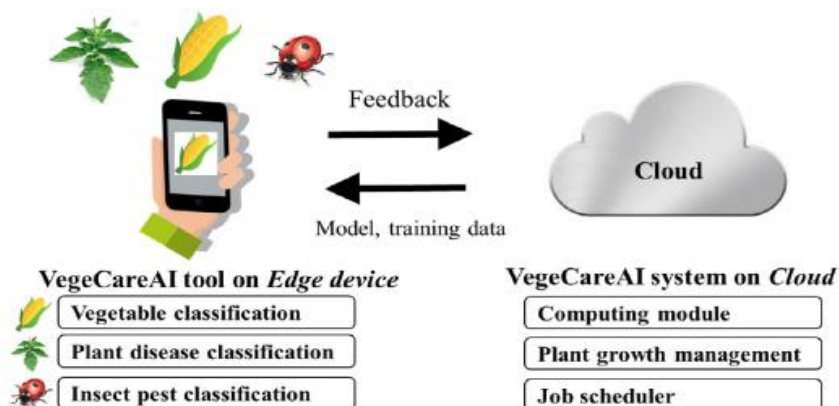 Feedback
Cloud
Model, training data
VegeCareAI tool on Edge device
Vegetable classification
Plant disease classification
Insect pest classification
VegeCareAI system on Cloud
Computing module
Plant growth management
Job scheduler